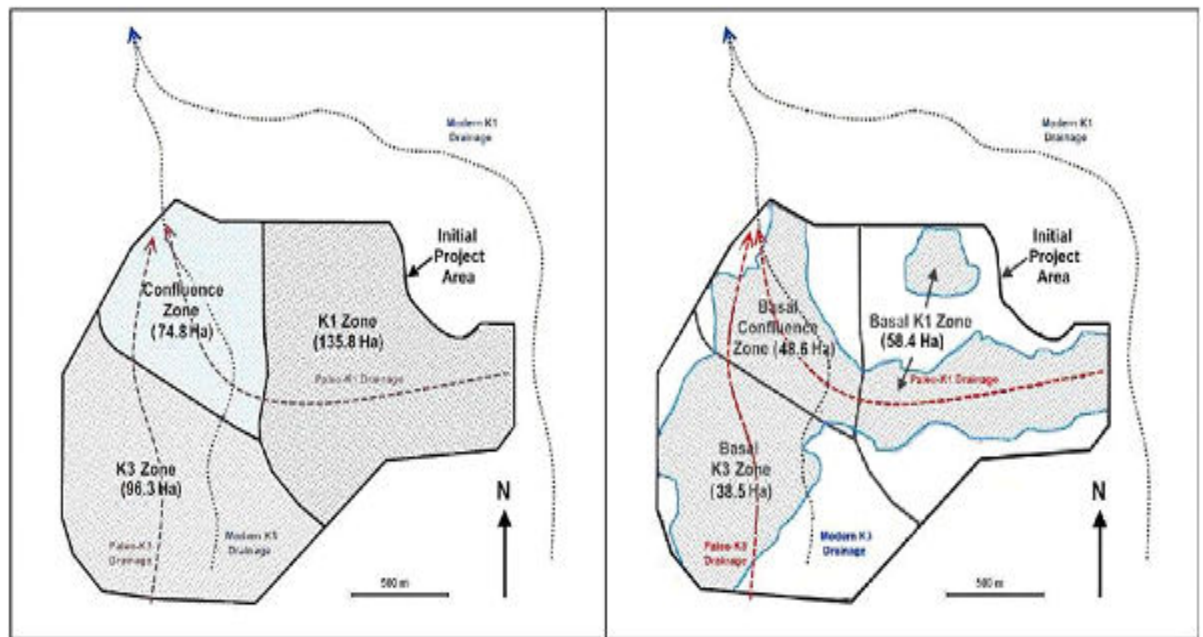 Modern K1
Drainage
Initial
Project
Area
Confluence
Zone
(74.8 Ha)
K1 Zone
(135.8 Ha)
Paleo-K1 Drainage
K3 Zone
(96.3 Ha)
Paleo-K3
Drainage
Modern K3
Drainage
N
500 m
Modern K1
Drainage
Initial
Project
Area
Basal
Confluence
Zone (48.6 Ha)
Basal K1 Zone
(58.4 Ha)
Paleo-K1 Drainage
Basal
K3 Zone
(38.5 Ha)
Paleo-K3
Drainage
Modern K3
Drainage
N
500 m